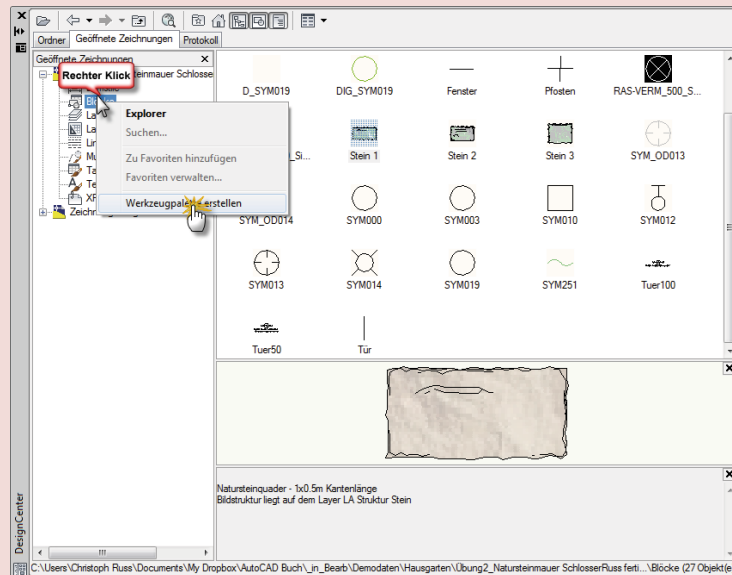 Ordner Geöffnete Zeichnungen Protokoll
Geöffnete Zeichnungen
Rechter Klick
steinmauer Schlosse
Explorer
Suchen...
Zu Favoriten hinzufügen
Favoriten verwalten...
Werkzeugpalette erstellen
D_SYM019 DIG_SYM019 Fenster Pfosten RAS-VERM_500_S...
_Si... Stein 1 Stein 2 Stein 3 SYM_OD013
SYM_OD014 SYM000 SYM003 SYM010 SYM012
SYM013 SYM014 SYM019 SYM251 Tuer100
Tuer50 Tür
Natursteinquader - 1x0.5m Kantenlänge
Bildstruktur liegt auf dem Layer LA Struktur Stein
DesignCenter
C:\Users\Christoph Russ\Documents\My Dropbox\AutoCAD Buch\_in_Bearb\Demodaten\Hausgarten\Übung2_Natursteinmauer SchlosserRuss ferti...\Blöcke (27 Objekt(e